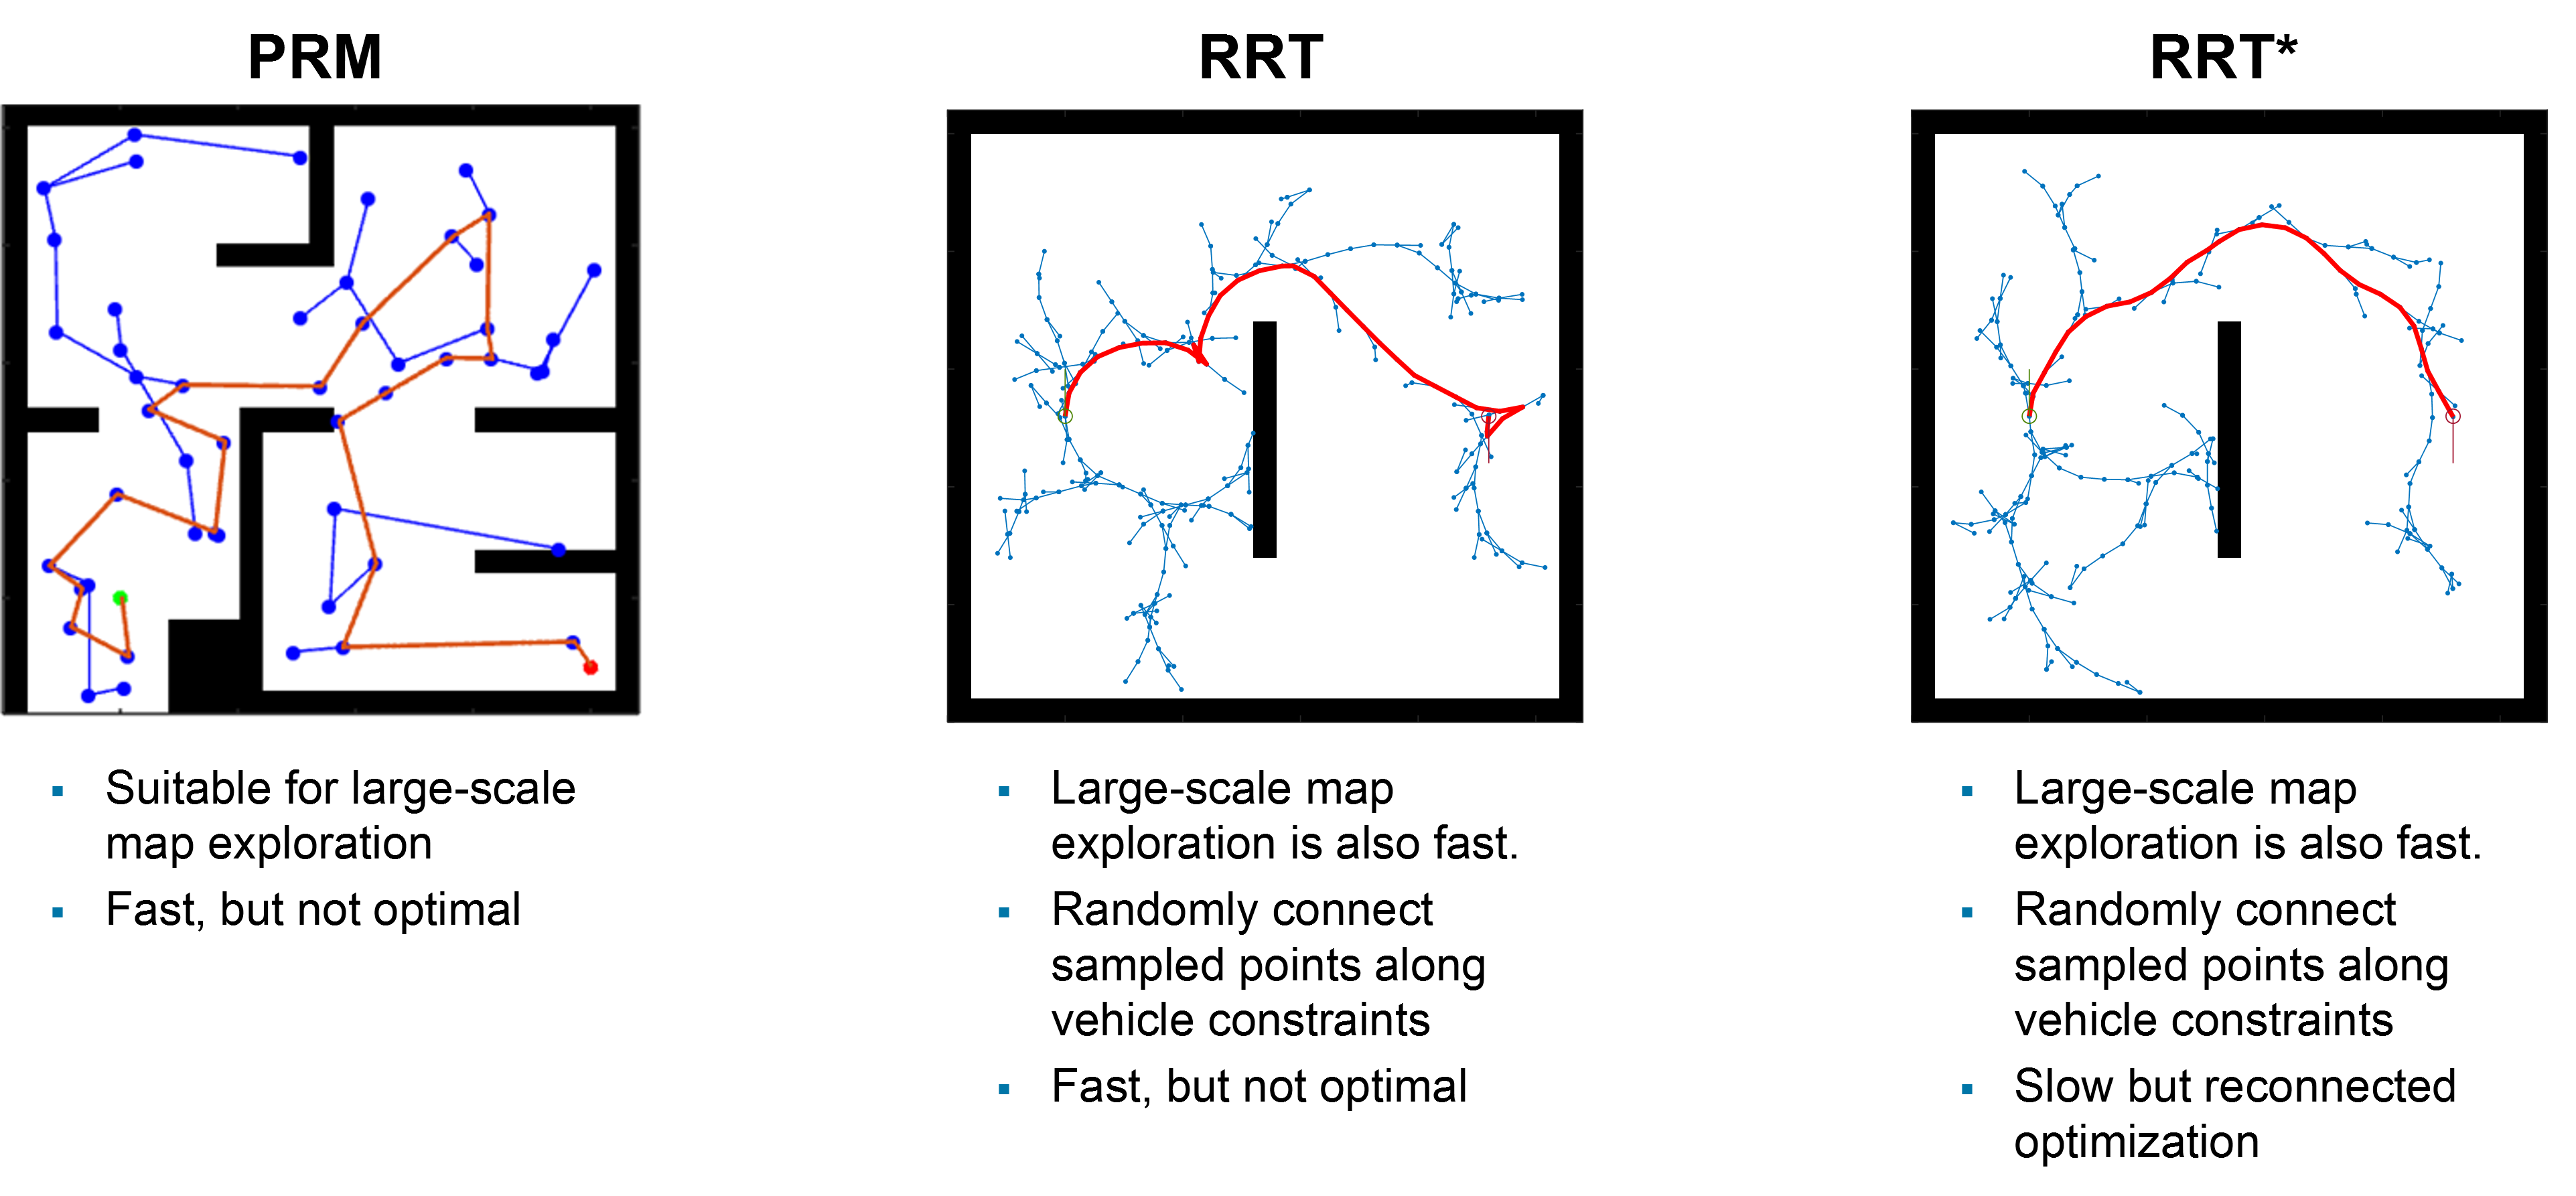 PRM
▪ Suitable for large-scale
map exploration
▪ Fast, but not optimal
RRT
▪ Large-scale map
exploration is also fast.
▪ Randomly connect
sampled points along
vehicle constraints
▪ Fast, but not optimal
RRT*
▪ Large-scale map
exploration is also fast.
▪ Randomly connect
sampled points along
vehicle constraints
▪ Slow but reconnected
optimization